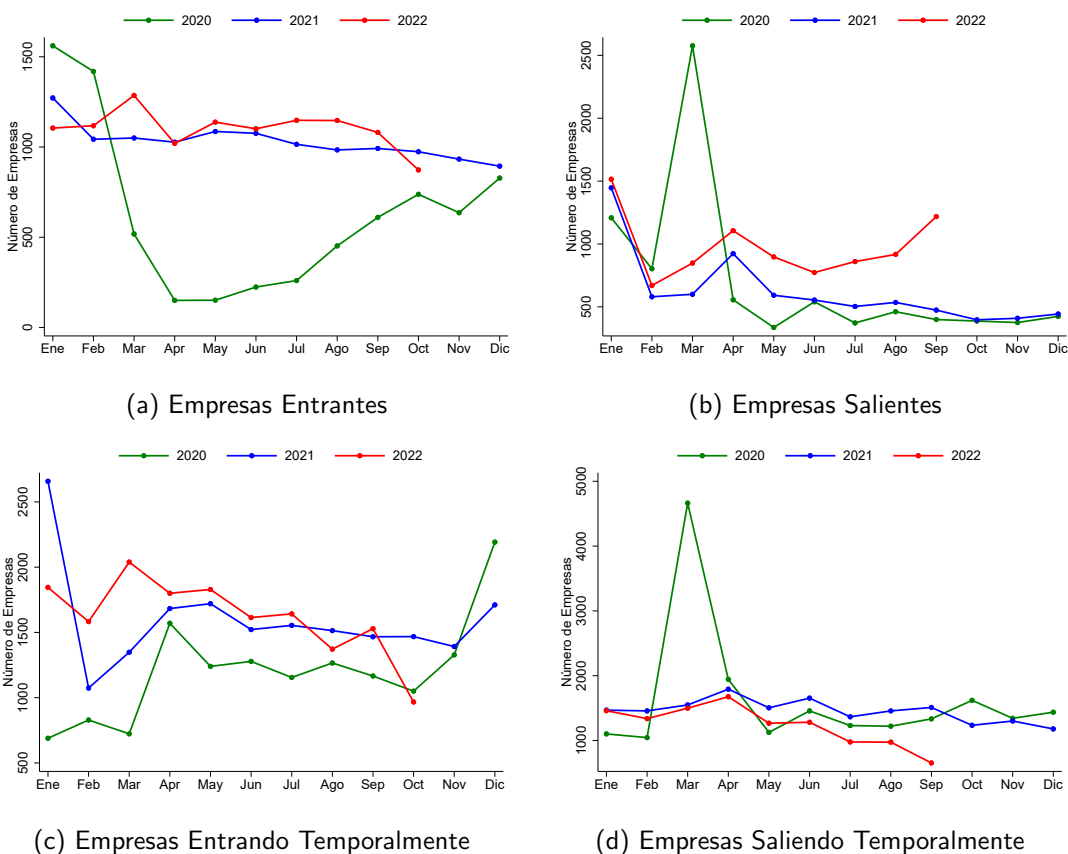 2020 2021 2022
Número de Empresas
1500
1000
500
0
Ene Feb Mar Apr May Jun Jul Ago Sep Oct Nov Dic
(a) Empresas Entrantes
2020 2021 2022
Número de Empresas
2500
2000
1500
1000
500
Ene Feb Mar Apr May Jun Jul Ago Sep Oct Nov Dic
(b) Empresas Salientes
2020 2021 2022
Número de Empresas
2500
2000
1500
1000
500
Ene Feb Mar Apr May Jun Jul Ago Sep Oct Nov Dic
(c) Empresas Entrando Temporalmente
2020 2021 2022
Número de Empresas
5000
4000
3000
2000
1000
Ene Feb Mar Apr May Jun Jul Ago Sep Oct Nov Dic
(d) Empresas Saliendo Temporalmente